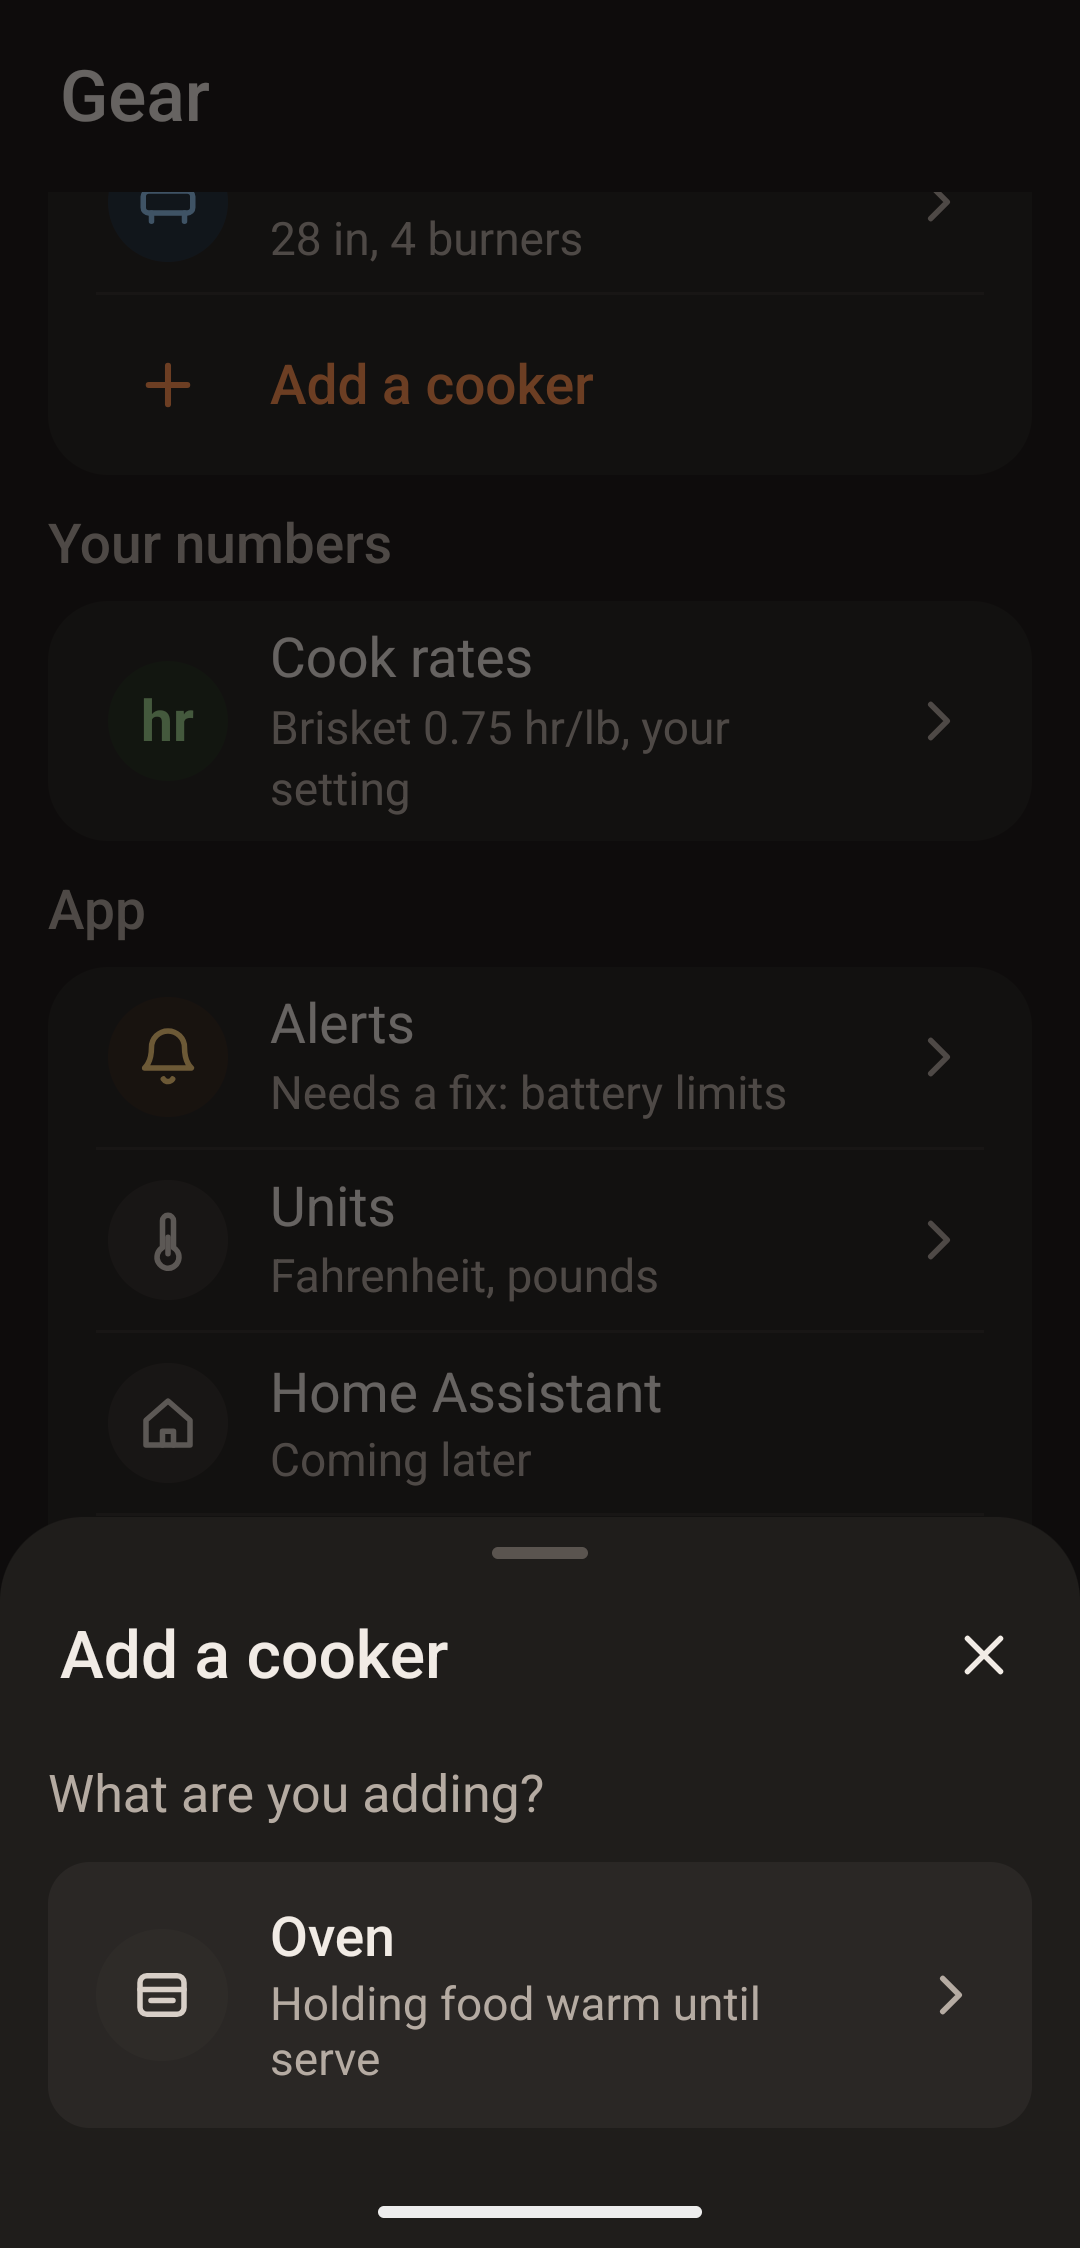 Gear
28 in, 4 burners
Add a cooker
Your numbers
hr
Cook rates
Brisket 0.75 hr/lb, your
setting
App
Alerts
Needs a fix: battery limits
Units
Fahrenheit, pounds
Home Assistant
Coming later
Add a cooker
What are you adding?
Oven
Holding food warm until
serve